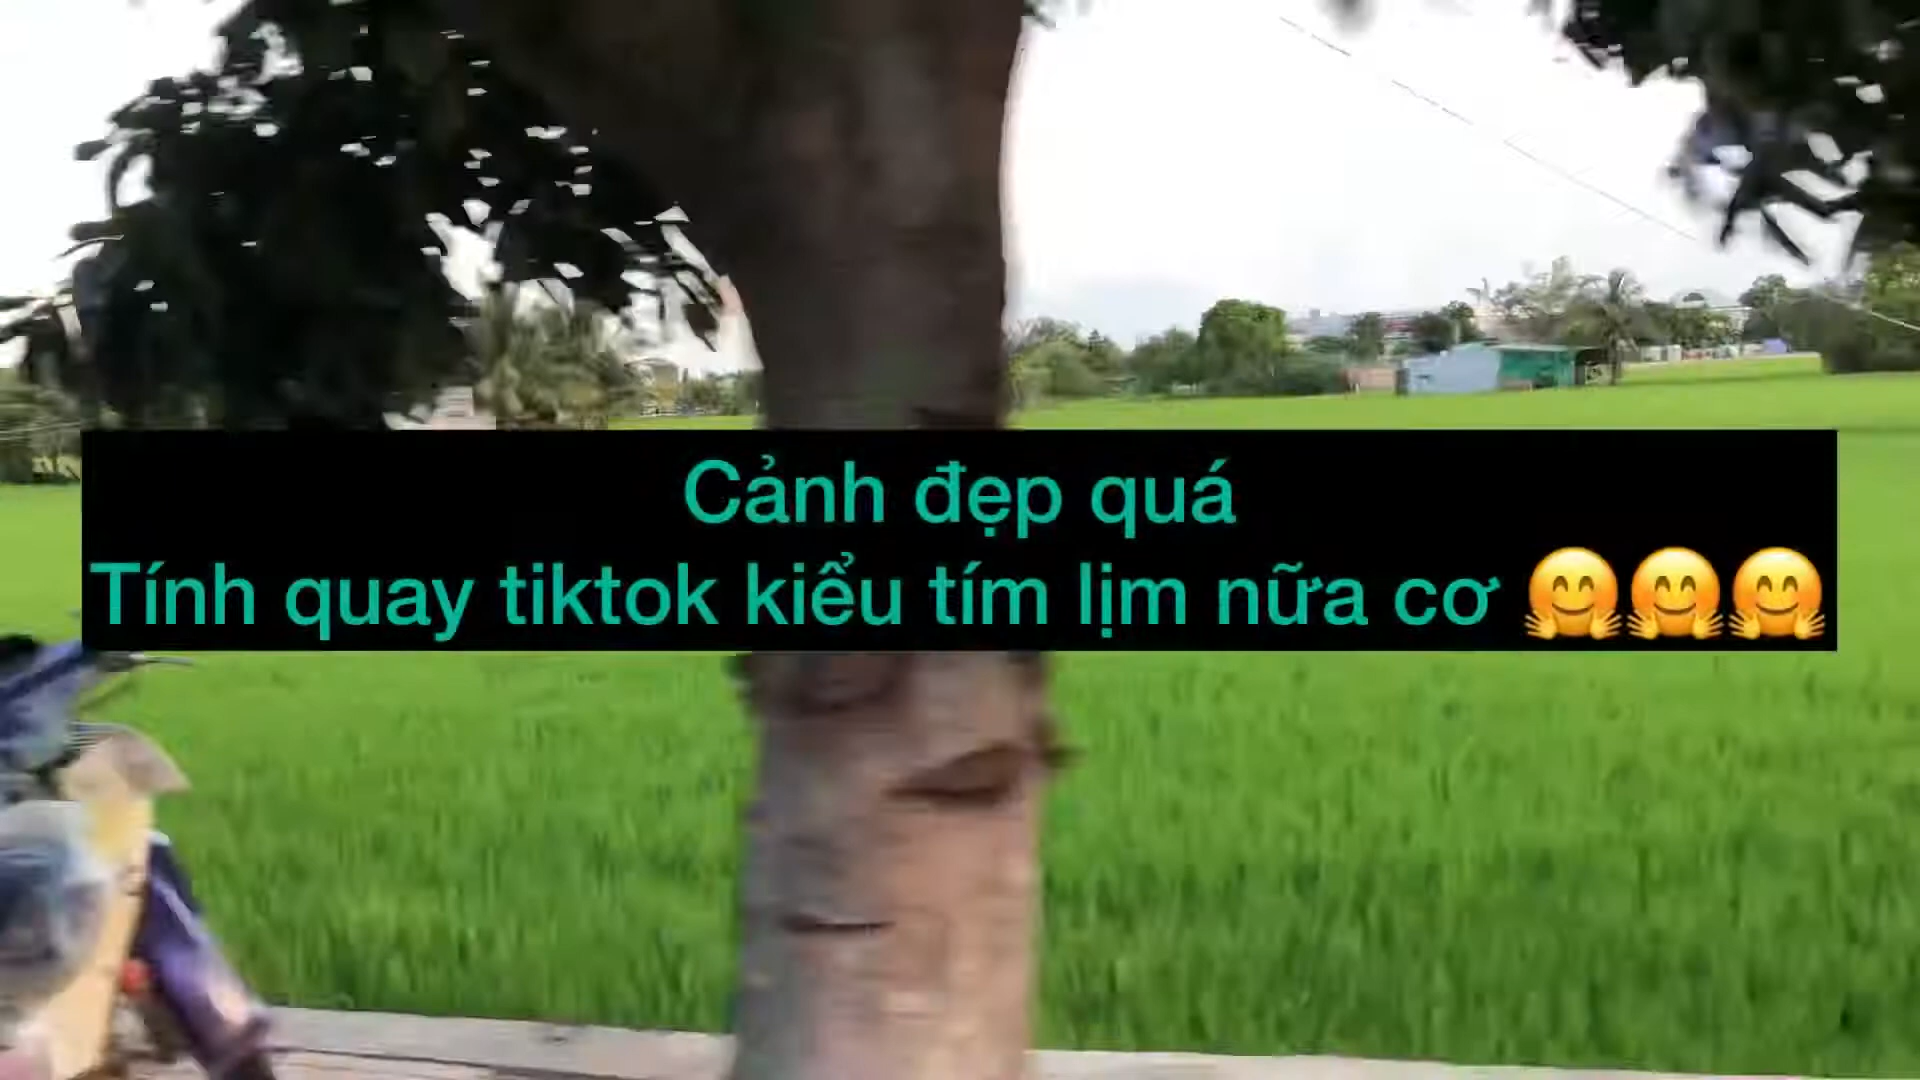 Cảnh đẹp quá
Tính quay tiktok kiểu tím lịm nữa cơ 🤗🤗🤗